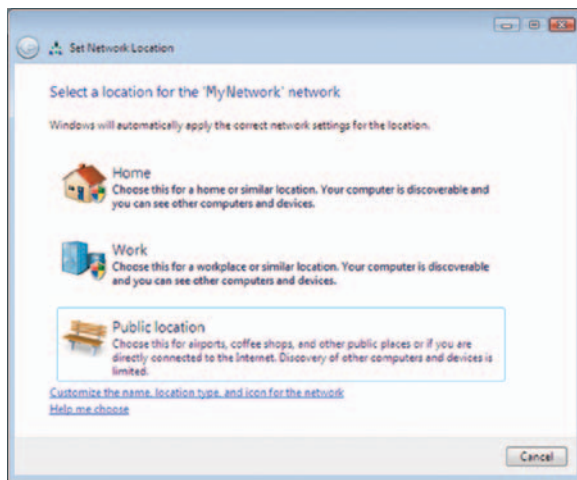 Set Network Location
Select a location for the 'MyNetwork' network
Windows will automatically apply the correct network settings for the location.
Home
Choose this for a home or similar location. Your computer is discoverable and
you can see other computers and devices.
Work
Choose this for a workplace or similar location. Your computer is discoverable
and you can see other computers and devices.
Public location
Choose this for airports, coffee shops, and other public places or if you are
directly connected to the Internet. Discovery of other computers and devices is
limited.
Customize the name, location type, and icon for the network
Help me choose
Cancel